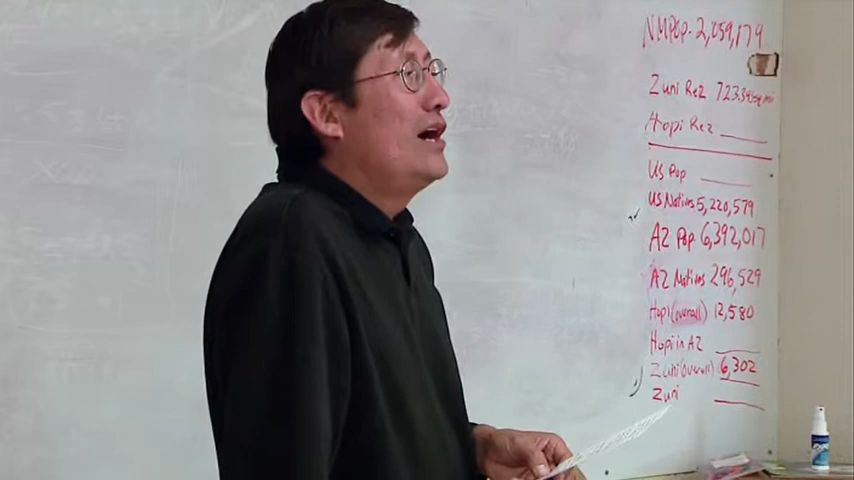 NM Pop. 2,059,179
Zuni Rez 723.343 sq mi
Hopi Rez
US Pop
US Natives 5,220,579
AZ Pop 6,392,017
AZ Natives 296,529
Hopi (overall) 12,580
Hopi in AZ
Zuni (overall) 6,302
Zuni